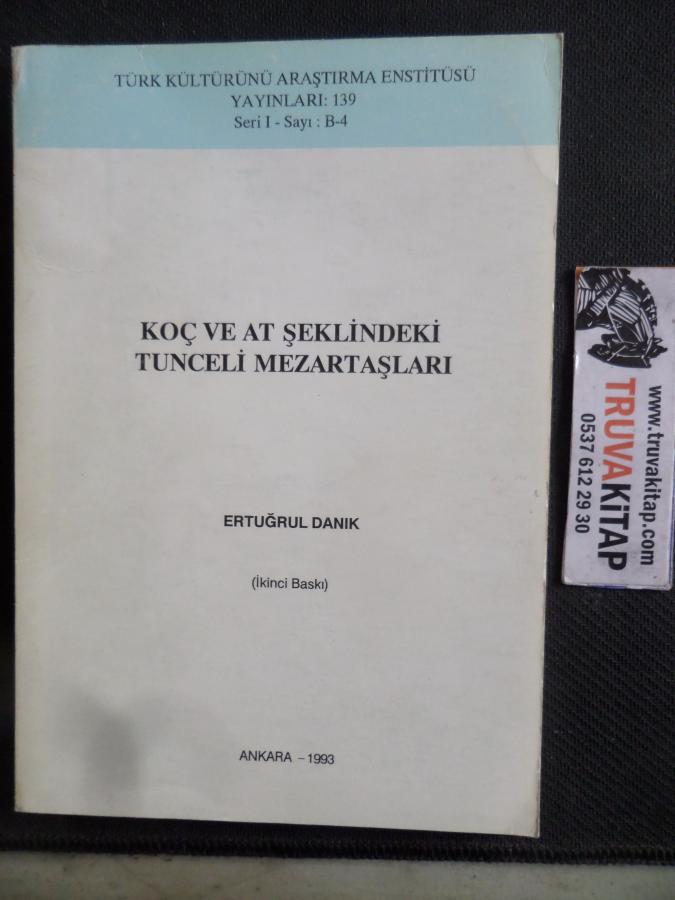 TÜRK KÜLTÜRÜNÜ ARAŞTIRMA ENSTİTÜSÜ
YAYINLARI: 139
Seri I - Sayı : B-4
KOÇ VE AT ŞEKLİNDEKİ
TUNCELİ MEZARTAŞLARI
ERTUĞRUL DANIK
(İkinci Baskı)
ANKARA – 1993
www.truvakitap.com
TRUVAKİTAP
0537 612 29 30